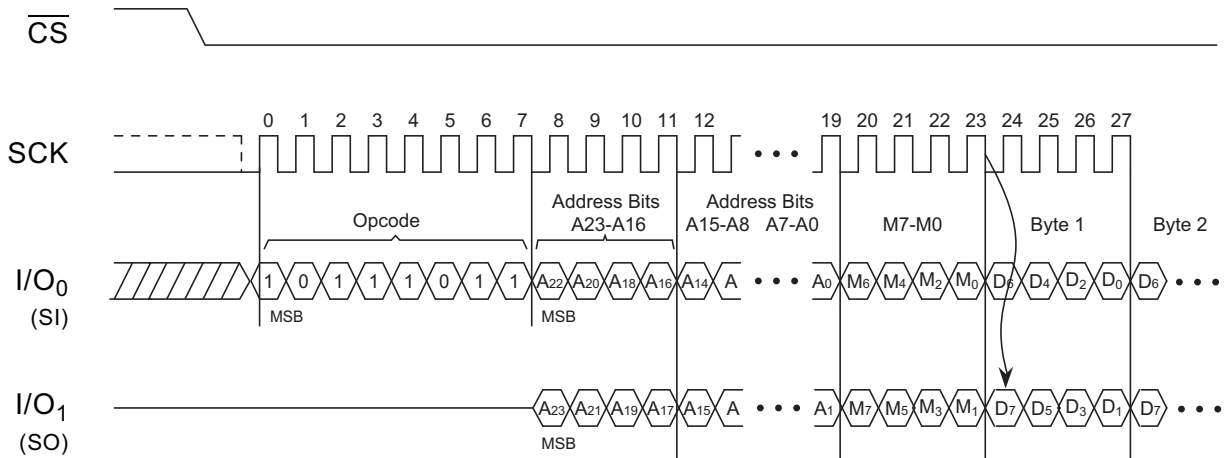 CS
0 1 2 3 4 5 6 7 8 9 10 11 12 19 20 21 22 23 24 25 26 27
SCK
Opcode
Address Bits
A23-A16
Address Bits
A15-A8 A7-A0
M7-M0
Byte 1
Byte 2
I/O0
(SI)
1 0 1 1 1 0 1 1 A22 A20 A18 A16 A14 A A0 M6 M4 M2 M0 D6 D4 D2 D0 D6
MSB MSB
I/O1
(SO)
A23 A21 A19 A17 A15 A A1 M7 M5 M3 M1 D7 D5 D3 D1 D7
MSB